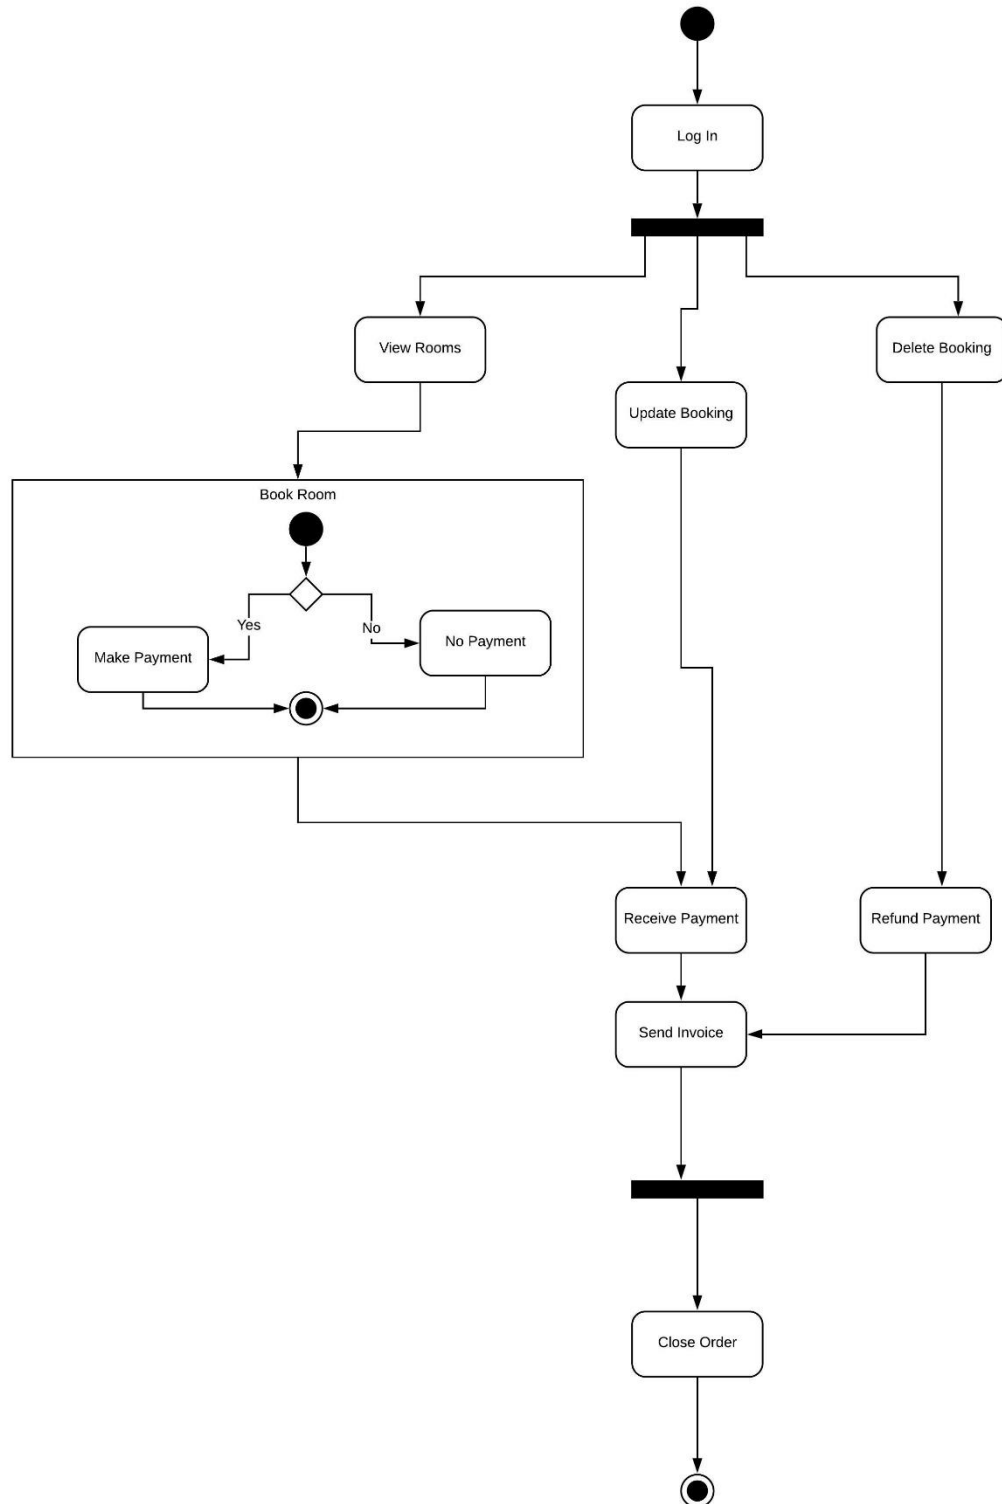 Log In
View Rooms
Delete Booking
Update Booking
Book Room
Yes
No
No Payment
Make Payment
Receive Payment
Refund Payment
Send Invoice
Close Order